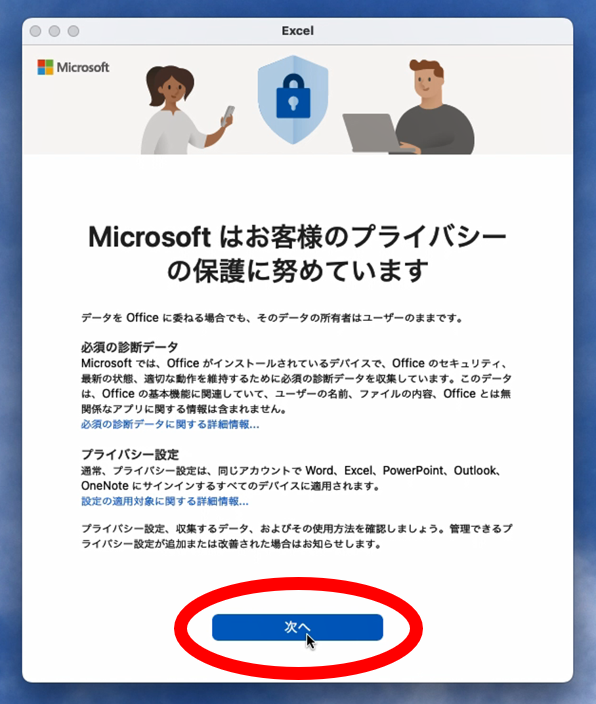 Excel
Microsoft
Microsoft はお客様のプライバシー
の保護に努めています
データを Office に委ねる場合でも、そのデータの所有者はユーザーのままです。
必須の診断データ
Microsoft では、Office がインストールされているデバイスで、Office のセキュリティ、
最新の状態、適切な動作を維持するために必須の診断データを収集しています。このデータ
は、Office の基本機能に関連していて、ユーザーの名前、ファイルの内容、Office とは無
関係なアプリに関する情報は含まれません。
必須の診断データに関する詳細情報...
プライバシー設定
通常、プライバシー設定は、同じアカウントで Word、Excel、PowerPoint、Outlook、
OneNote にサインインするすべてのデバイスに適用されます。
設定の適用対象に関する詳細情報...
プライバシー設定、収集するデータ、およびその使用方法を確認しましょう。管理できるプ
ライバシー設定が追加または改善された場合はお知らせします。
次へ